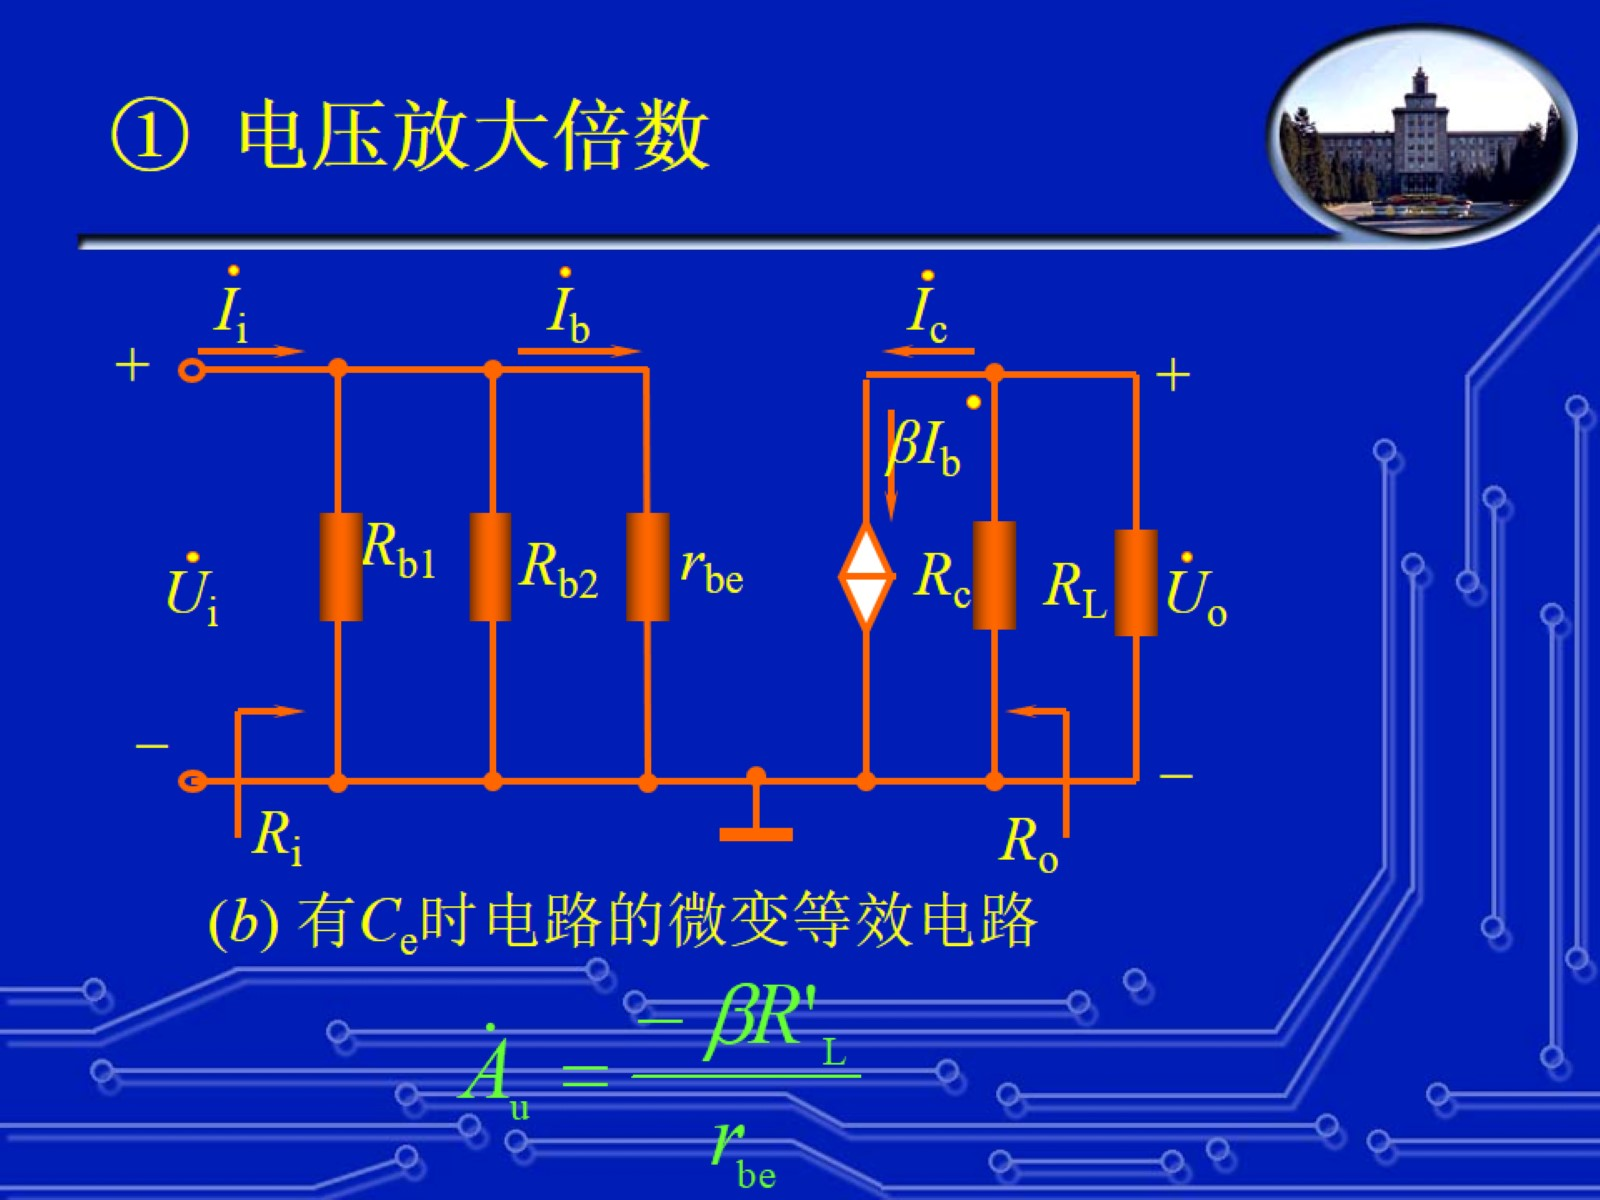 ① 电压放大倍数
İi İb İc
+ +
βİb
Rb1 Rb2 rbe Rc RL
U̇i U̇o
− −
Ri Ro
(b) 有Ce时电路的微变等效电路
Ȧu = −βR'L / rbe